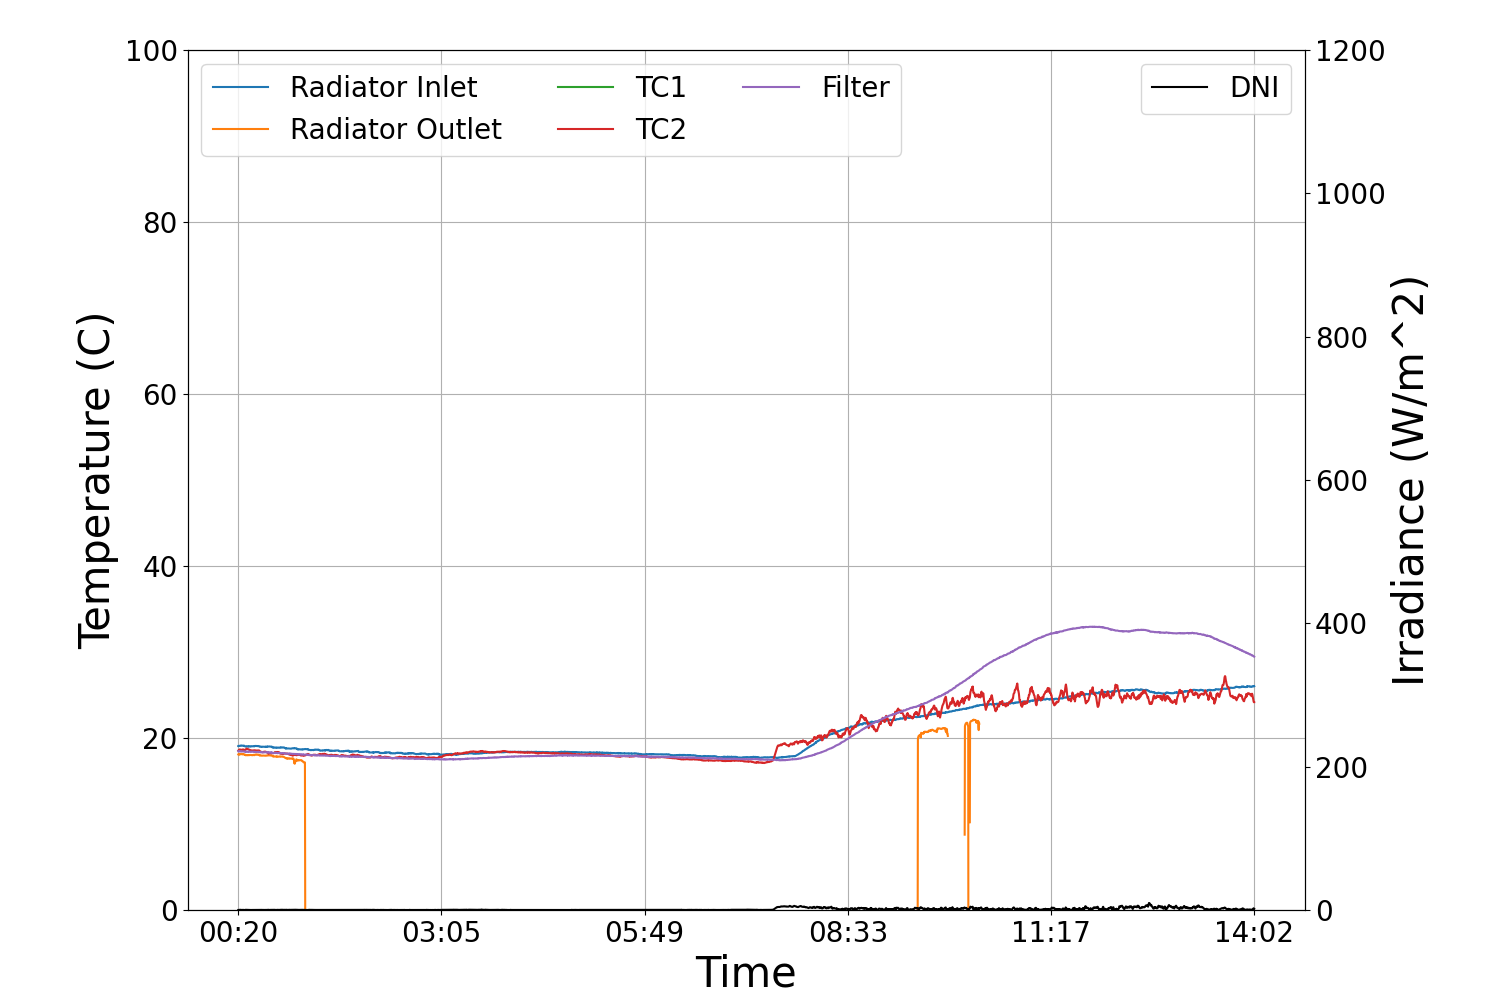 100
80
60
40
20
0
Temperature (C)
Radiator Inlet
Radiator Outlet
TC1
TC2
Filter
DNI
1200
1000
800
600
400
200
0
Irradiance (W/m^2)
00:20 03:05 05:49 08:33 11:17 14:02
Time